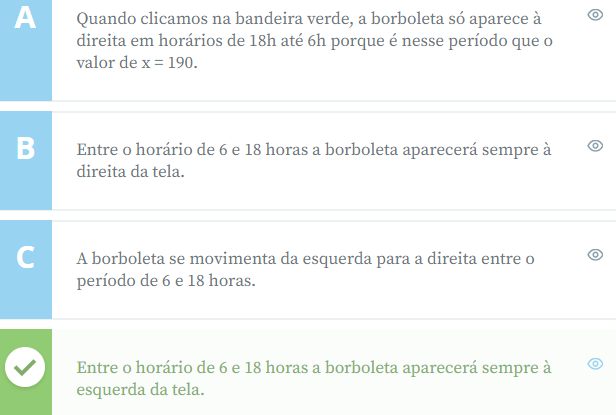 A
Quando clicamos na bandeira verde, a borboleta só aparece à
direita em horários de 18h até 6h porque é nesse período que o
valor de x = 190.
B
Entre o horário de 6 e 18 horas a borboleta aparecerá sempre à
direita da tela.
C
A borboleta se movimenta da esquerda para a direita entre o
período de 6 e 18 horas.
Entre o horário de 6 e 18 horas a borboleta aparecerá sempre à
esquerda da tela.